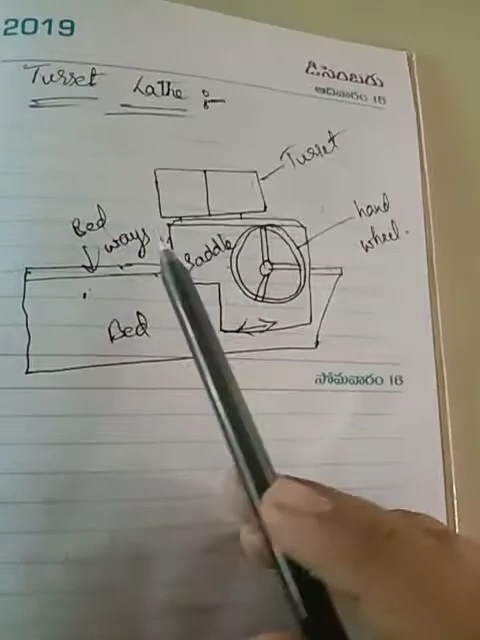 2019
డిసెంబరు
ఆదివారం 15
Turret Lathe :-
Turret
Bed
ways
Saddle
hand
wheel.
Bed
సోమవారం 16